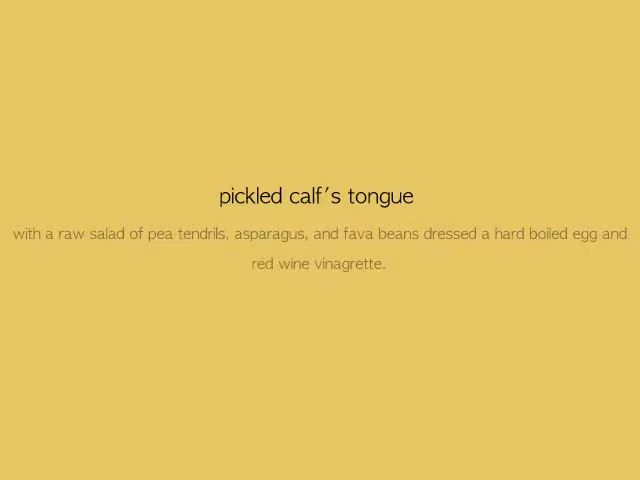 pickled calf's tongue
with a raw salad of pea tendrils, asparagus, and fava beans dressed a hard boiled egg and
red wine vinagrette.